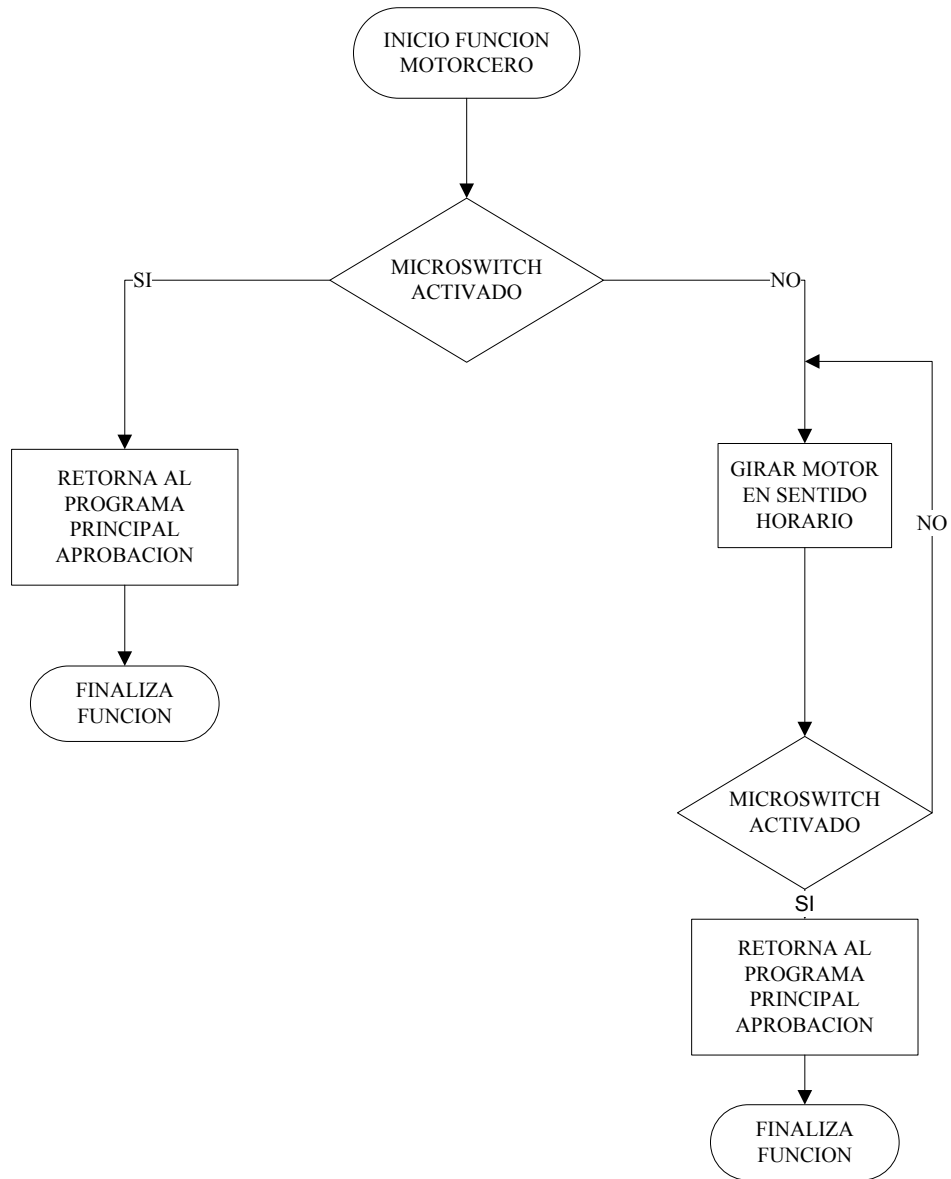 INICIO FUNCION
MOTORCERO
MICROSWITCH
ACTIVADO
SI
NO
RETORNA AL
PROGRAMA
PRINCIPAL
APROBACION
FINALIZA
FUNCION
GIRAR MOTOR
EN SENTIDO
HORARIO
NO
MICROSWITCH
ACTIVADO
SI
RETORNA AL
PROGRAMA
PRINCIPAL
APROBACION
FINALIZA
FUNCION